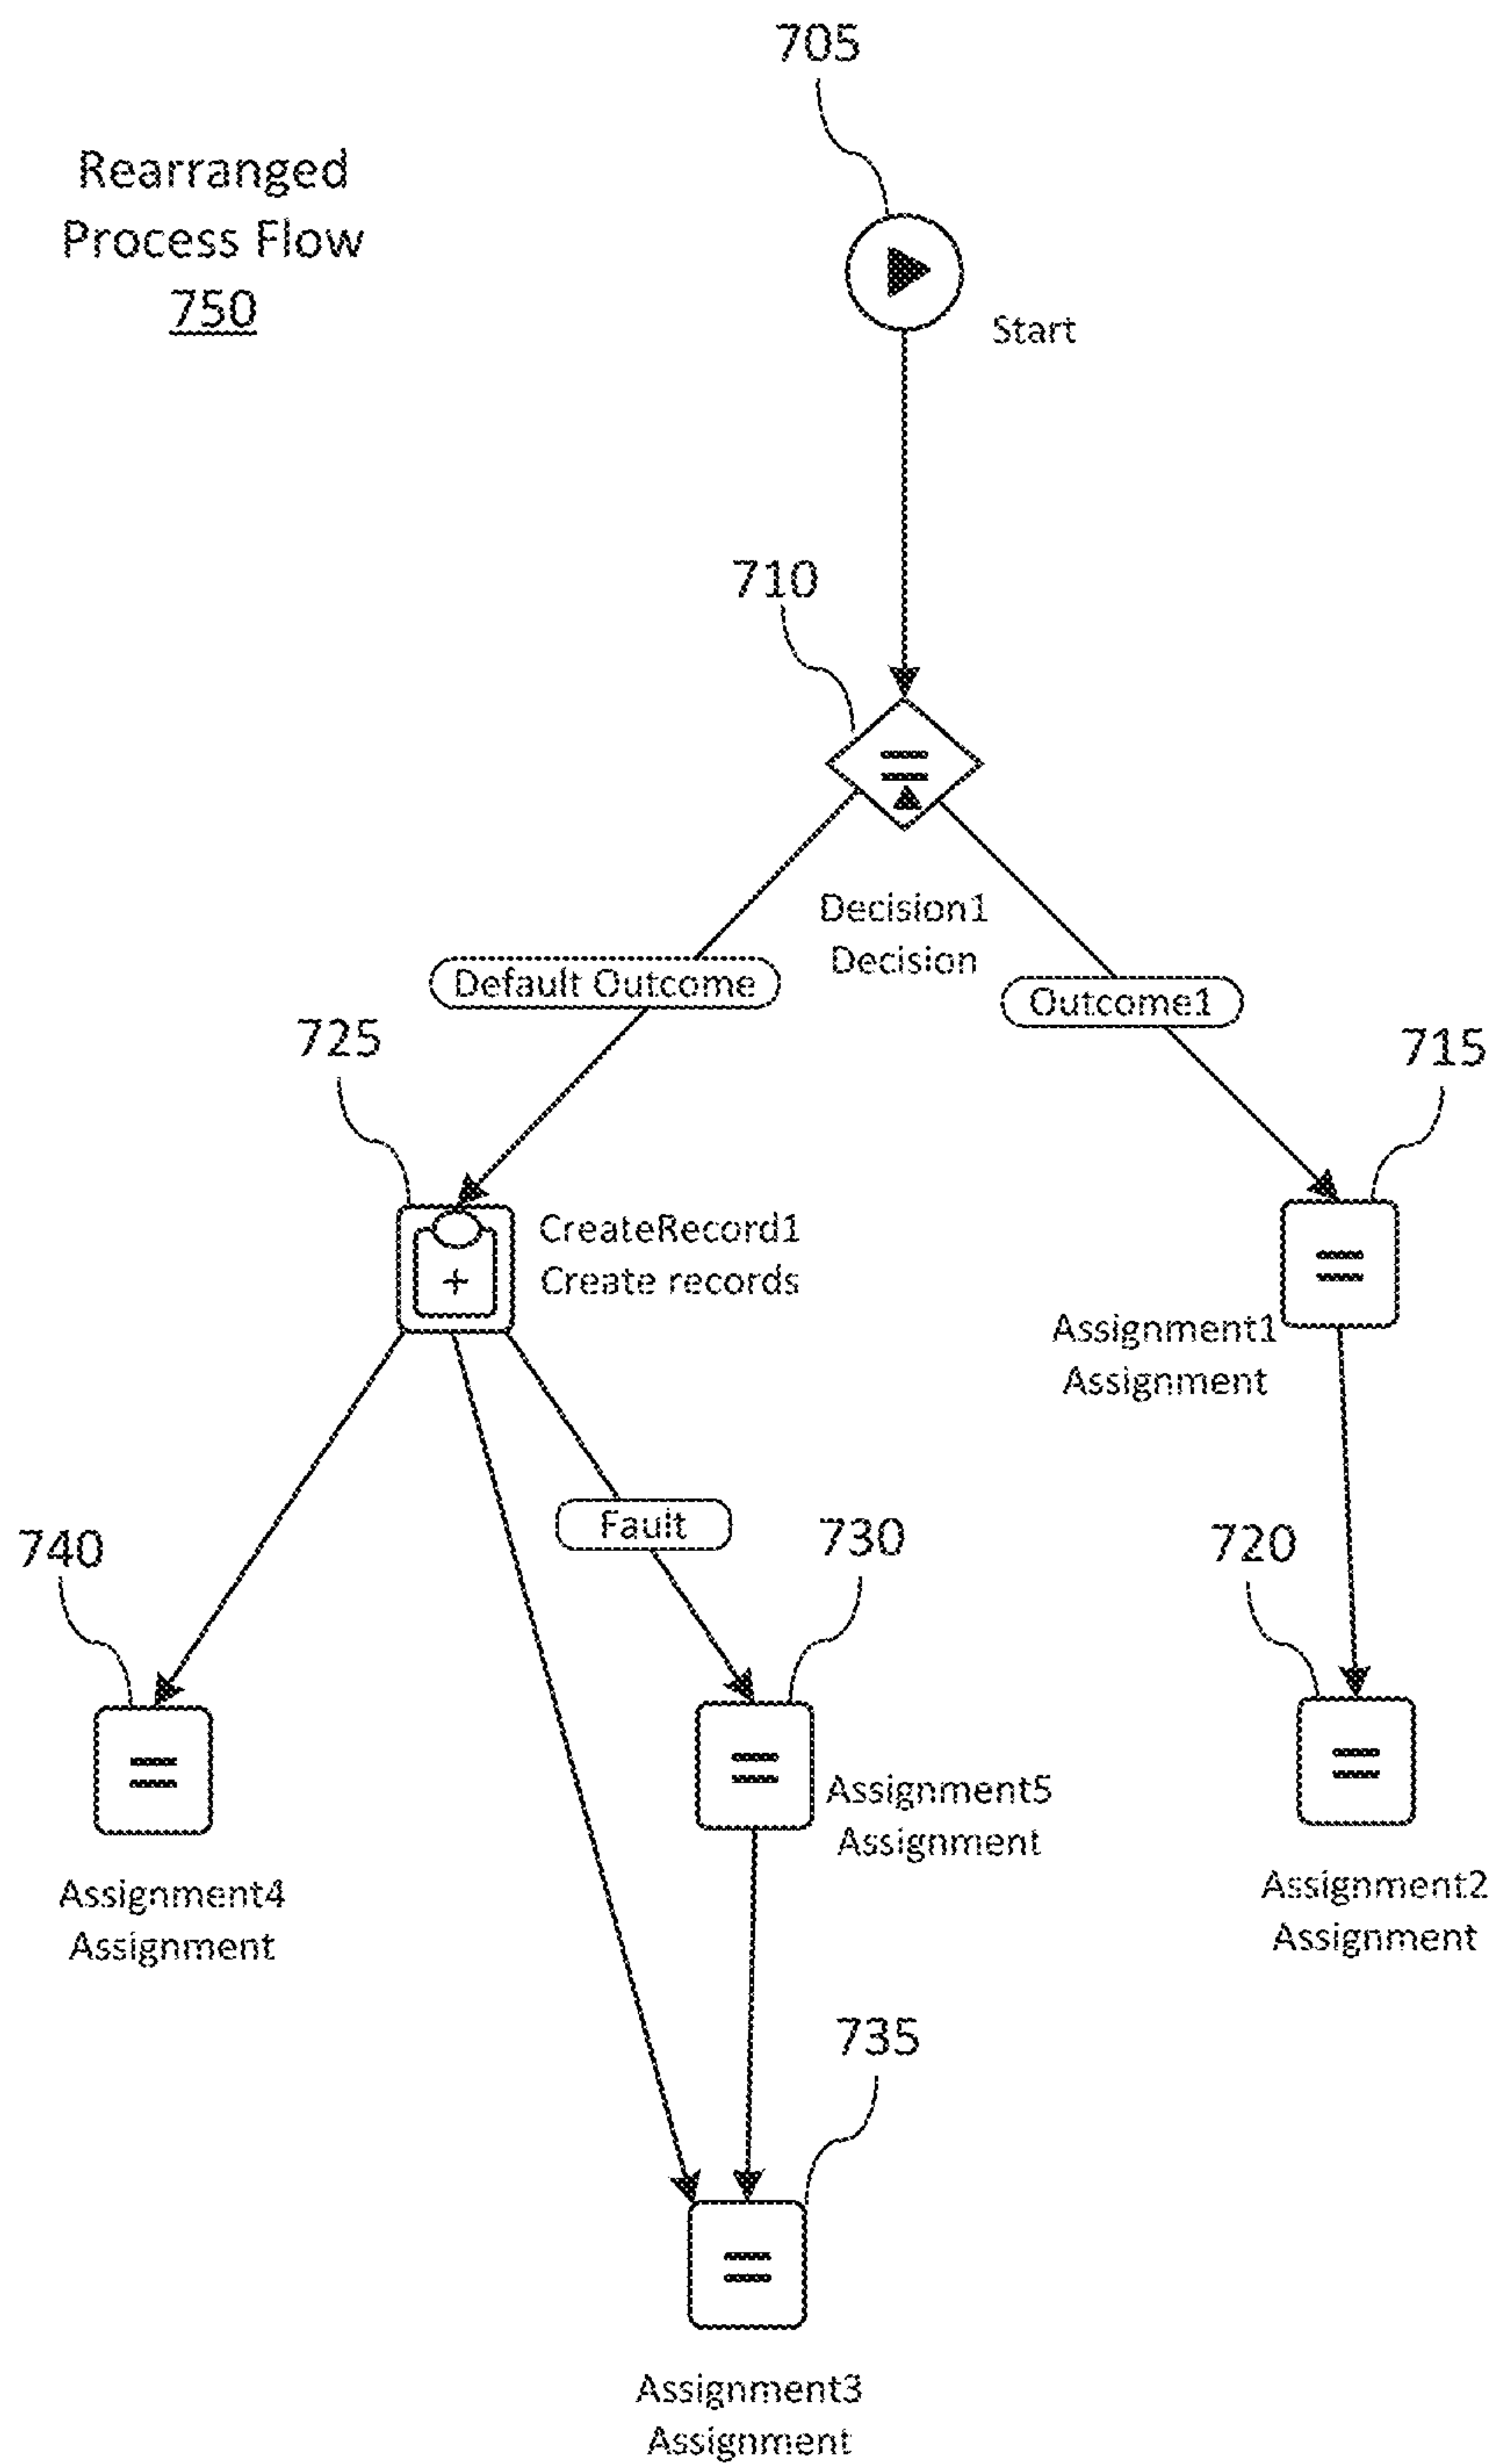 705
Rearranged
Process Flow
750
Start
710
Decision1
Decision
Default Outcome
Outcome1
725
715
CreateRecord1
Create records
+
Assignment1
Assignment
Fault
740
730
720
Assignment5
Assignment
Assignment4
Assignment
Assignment2
Assignment
735
Assignment3
Assignment